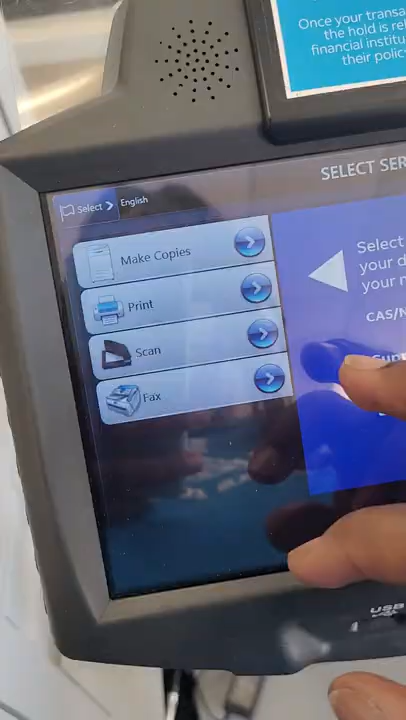 Once your transa
the hold is rel
financial institu
their polic
SELECT SER
Select
English
Make Copies
Print
Scan
Fax
Select
your d
your n
CAS/N
USB